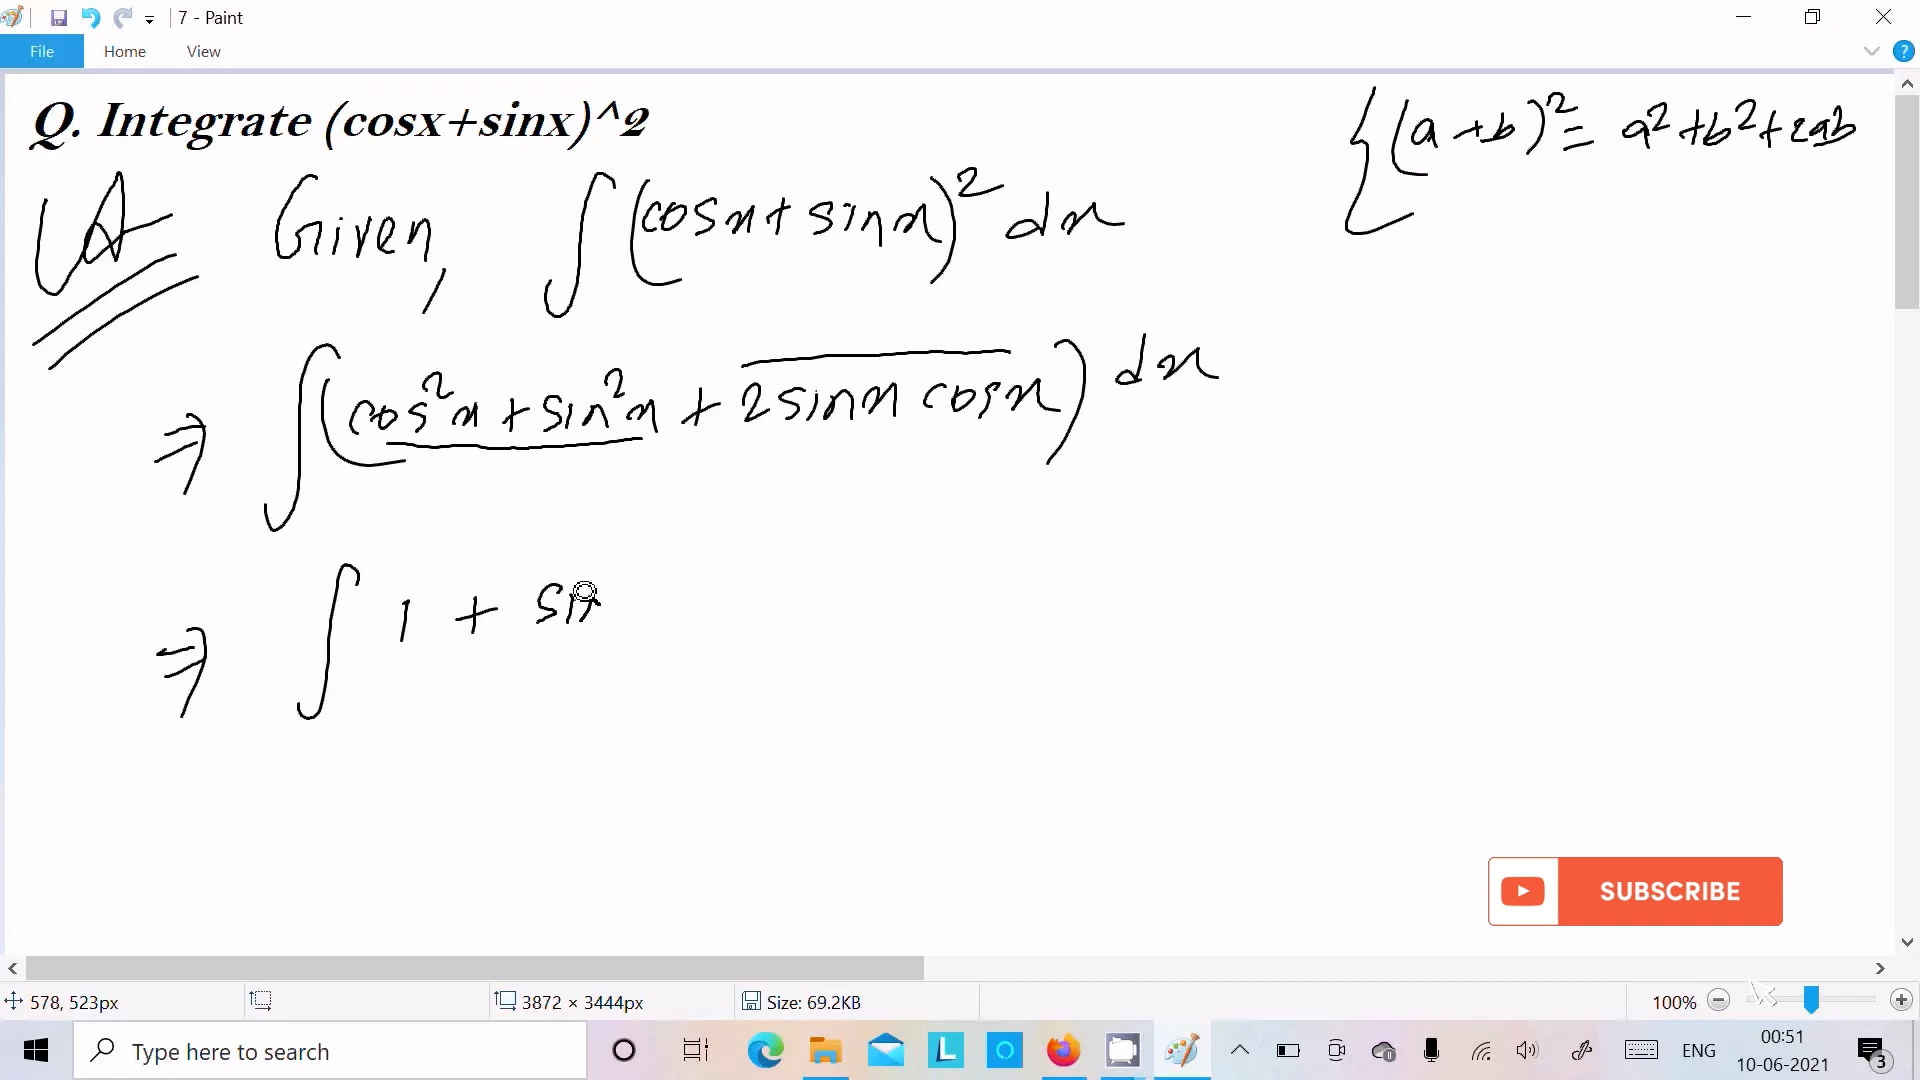 7 - Paint
File Home View
Q. Integrate (cosx+sinx)^2
{(a+b)²= a²+b²+2ab
Given, ∫(cosx+sinx)² dx
⇒ ∫(cos²x+sin²x+2sinx cosx) dx
⇒ ∫ 1 + sin
SUBSCRIBE
578, 523px
3872 × 3444px
Size: 69.2KB
100%
Type here to search
L
ENG
00:51
10-06-2021
3